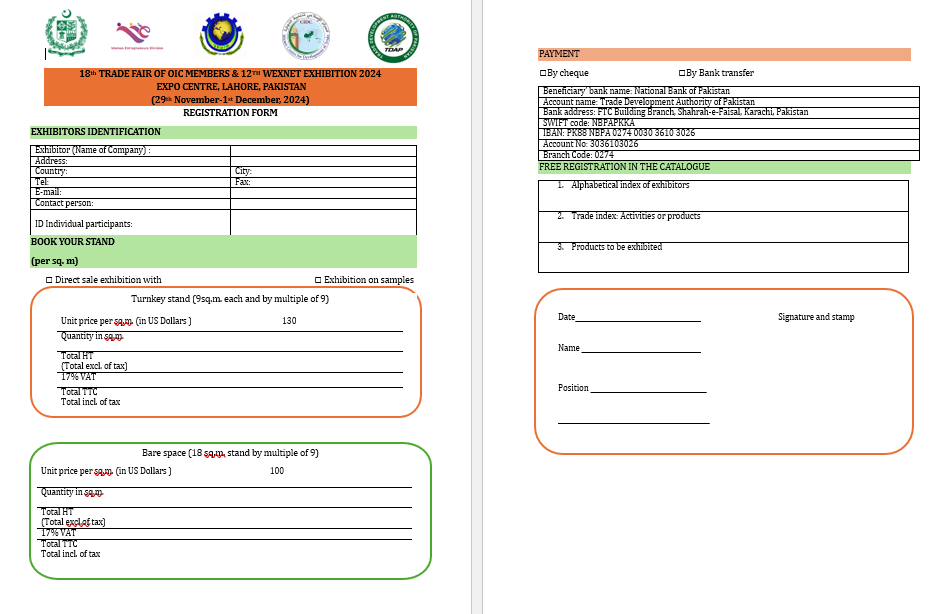 Women Entrepreneurs Division
CIDC
TDAP
18th TRADE FAIR OF OIC MEMBERS & 12TH WEXNET EXHIBITION 2024
EXPO CENTRE, LAHORE, PAKISTAN
(29th November-1st December, 2024)
REGISTRATION FORM
EXHIBITORS IDENTIFICATION
Exhibitor (Name of Company) :
Address:
Country: City:
Tel: Fax:
E-mail:
Contact person:
ID Individual participants:
BOOK YOUR STAND
(per sq. m)
☐ Direct sale exhibition with ☐ Exhibition on samples
Turnkey stand (9sq.m. each and by multiple of 9)
Unit price per sq.m. (in US Dollars ) 130
Quantity in sq.m.
Total HT
(Total excl. of tax)
17% VAT
Total TTC
Total incl. of tax
Bare space (18 sq.m. stand by multiple of 9)
Unit price per sq.m. (in US Dollars ) 100
Quantity in sq.m.
Total HT
(Total excl.of tax)
17% VAT
Total TTC
Total incl. of tax
PAYMENT
☐By cheque ☐By Bank transfer
Beneficiary' bank name: National Bank of Pakistan
Account name: Trade Development Authority of Pakistan
Bank address: FTC Building Branch, Shahrah-e-Faisal, Karachi, Pakistan
SWIFT code: NBPAPKKA
IBAN: PK88 NBPA 0274 0030 3610 3026
Account No: 3036103026
Branch Code: 0274
FREE REGISTRATION IN THE CATALOGUE
1. Alphabetical index of exhibitors
2. Trade index: Activities or products
3. Products to be exhibited
Date____________________ Signature and stamp
Name ____________________
Position ____________________